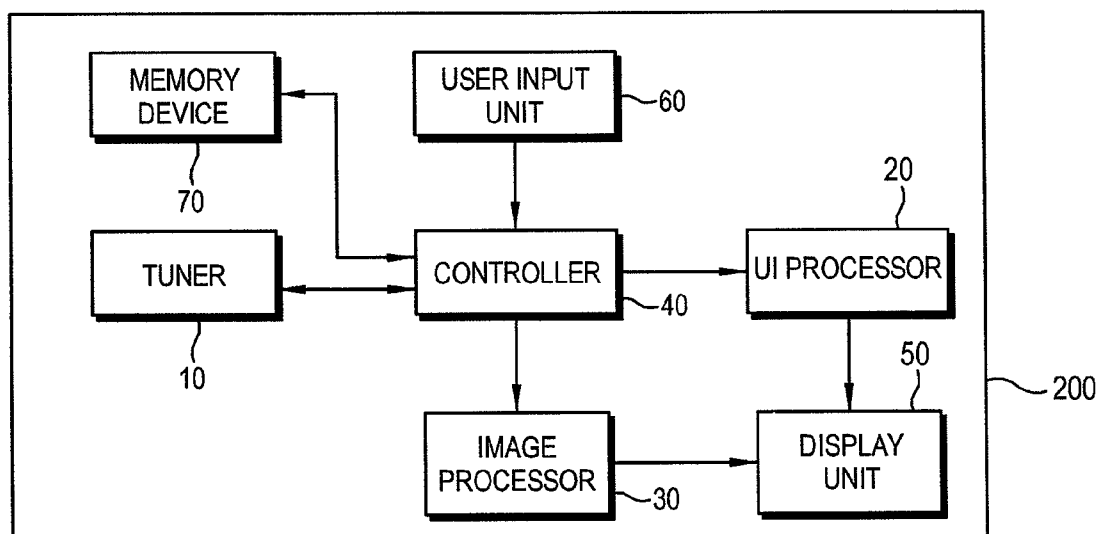 MEMORY
DEVICE
70
USER INPUT
UNIT
60
TUNER
10
CONTROLLER
40
20
UI PROCESSOR
50
200
IMAGE
PROCESSOR
30
DISPLAY
UNIT